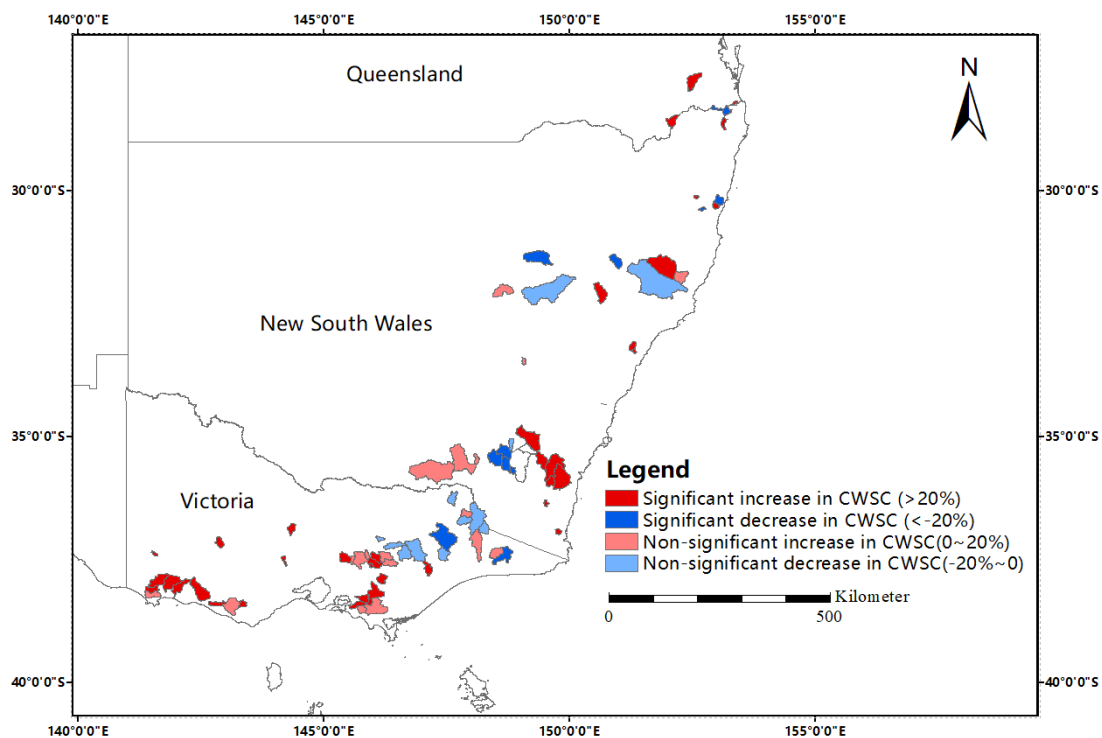 140°0'0"E 145°0'0"E 150°0'0"E 155°0'0"E
Queensland
N
30°0'0"S 30°0'0"S
New South Wales
35°0'0"S 35°0'0"S
Legend
Victoria
Significant increase in CWSC (>20%)
Significant decrease in CWSC (<-20%)
Non-significant increase in CWSC(0~20%)
Non-significant decrease in CWSC(-20%~0)
Kilometer
0 500
40°0'0"S 40°0'0"S
140°0'0"E 145°0'0"E 150°0'0"E 155°0'0"E